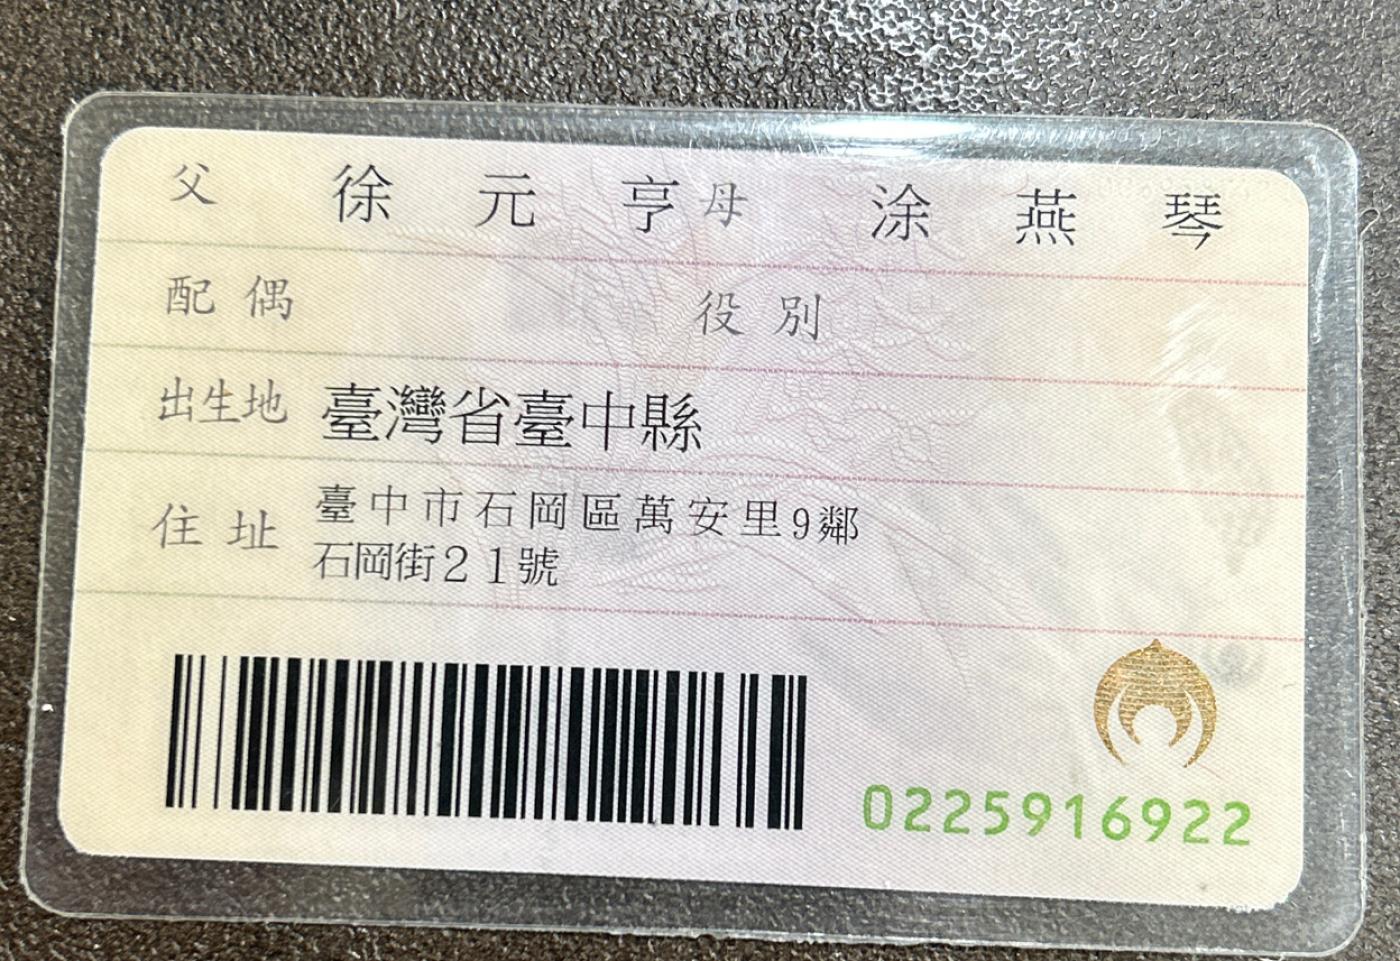 父 徐元亨 母 涂燕琴
配偶 役別
出生地 臺灣省臺中縣
住址 臺中市石岡區萬安里9鄰
石岡街21號
0225916922